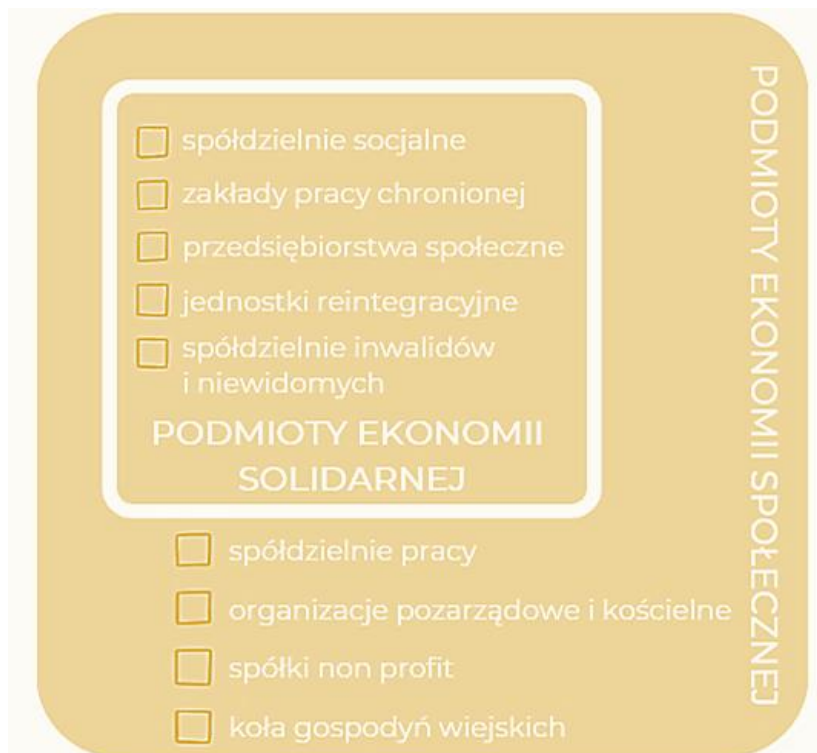 spółdzielnie socjalne
zakłady pracy chronionej
przedsiębiorstwa społeczne
jednostki reintegracyjne
spółdzielnie inwalidów
i niewidomych
PODMIOTY EKONOMII
SOLIDARNEJ
spółdzielnie pracy
organizacje pozarządowe i kościelne
spółki non profit
koła gospodyń wiejskich
PODMIOTY EKONOMII SPOŁECZNEJ